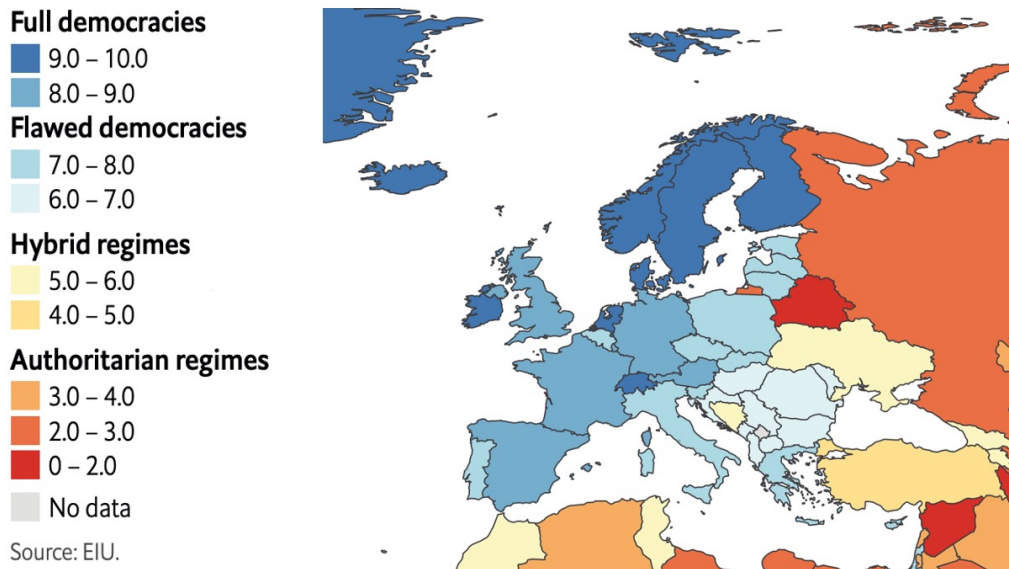 Full democracies
9.0 – 10.0
8.0 – 9.0
Flawed democracies
7.0 – 8.0
6.0 – 7.0
Hybrid regimes
5.0 – 6.0
4.0 – 5.0
Authoritarian regimes
3.0 – 4.0
2.0 – 3.0
0 – 2.0
No data
Source: EIU.